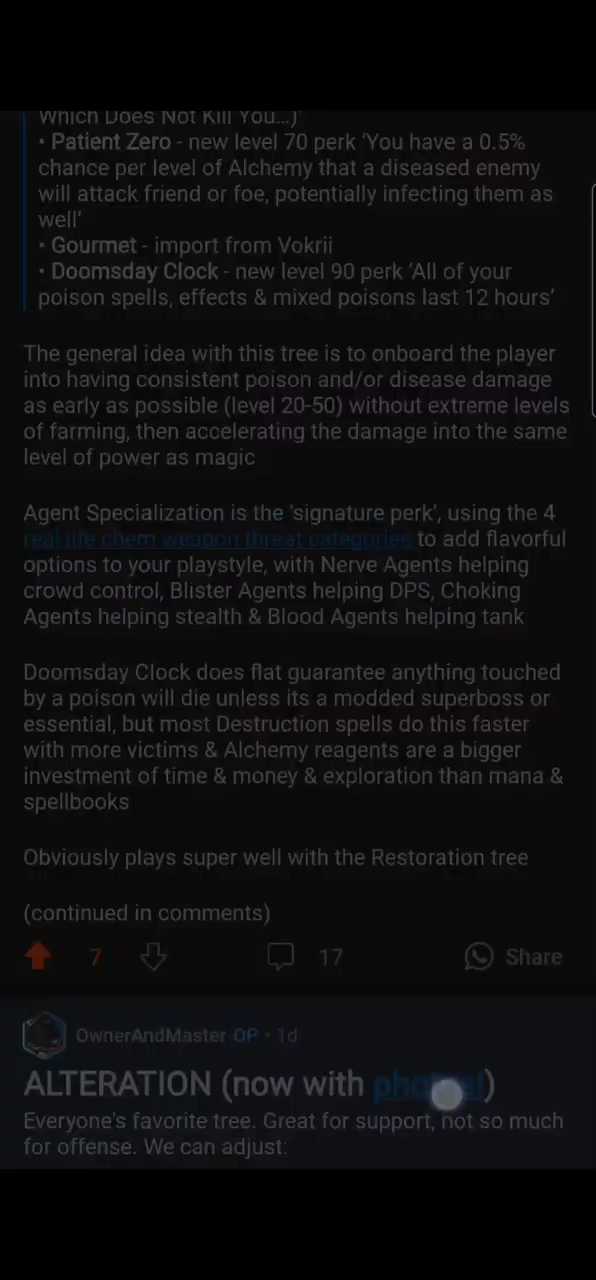 Which Does Not Kill You...)'
• Patient Zero - new level 70 perk 'You have a 0.5%
chance per level of Alchemy that a diseased enemy
will attack friend or foe, potentially infecting them as
well'
• Gourmet - import from Vokrii
• Doomsday Clock - new level 90 perk 'All of your
poison spells, effects & mixed poisons last 12 hours'
The general idea with this tree is to onboard the player
into having consistent poison and/or disease damage
as early as possible (level 20-50) without extreme levels
of farming, then accelerating the damage into the same
level of power as magic
Agent Specialization is the 'signature perk', using the 4
real life chem weapon threat categories to add flavorful
options to your playstyle, with Nerve Agents helping
crowd control, Blister Agents helping DPS, Choking
Agents helping stealth & Blood Agents helping tank
Doomsday Clock does flat guarantee anything touched
by a poison will die unless its a modded superboss or
essential, but most Destruction spells do this faster
with more victims & Alchemy reagents are a bigger
investment of time & money & exploration than mana &
spellbooks
Obviously plays super well with the Restoration tree
(continued in comments)
7 17 Share
OwnerAndMaster OP • 1d
ALTERATION (now with photos!)
Everyone's favorite tree. Great for support, not so much
for offense. We can adjust: